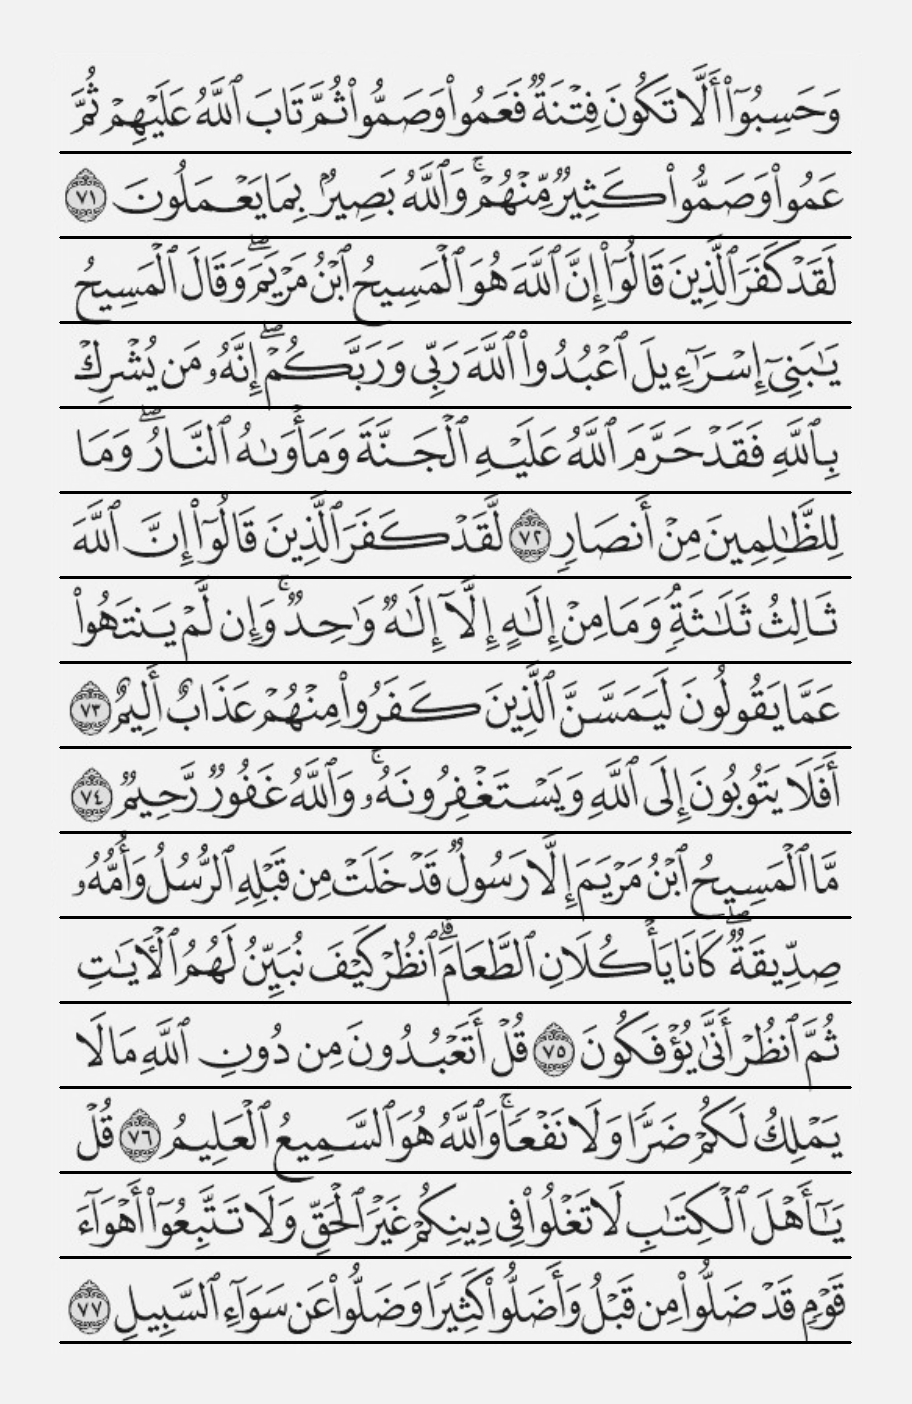 وَحَسِبُوٓا۟ أَلَّا تَكُونَ فِتْنَةٌ فَعَمُوا۟ وَصَمُّوا۟ ثُمَّ تَابَ ٱللَّهُ عَلَيْهِمْ ثُمَّ
عَمُوا۟ وَصَمُّوا۟ كَثِيرٌ مِّنْهُمْ ۚ وَٱللَّهُ بَصِيرٌۢ بِمَا يَعْمَلُونَ ٧١
لَقَدْ كَفَرَ ٱلَّذِينَ قَالُوٓا۟ إِنَّ ٱللَّهَ هُوَ ٱلْمَسِيحُ ٱبْنُ مَرْيَمَ ۖ وَقَالَ ٱلْمَسِيحُ
يَـٰبَنِىٓ إِسْرَٰٓءِيلَ ٱعْبُدُوا۟ ٱللَّهَ رَبِّى وَرَبَّكُمْ ۖ إِنَّهُۥ مَن يُشْرِكْ
بِٱللَّهِ فَقَدْ حَرَّمَ ٱللَّهُ عَلَيْهِ ٱلْجَنَّةَ وَمَأْوَىٰهُ ٱلنَّارُ ۖ وَمَا
لِلظَّـٰلِمِينَ مِنْ أَنصَارٍ ٧٢ لَّقَدْ كَفَرَ ٱلَّذِينَ قَالُوٓا۟ إِنَّ ٱللَّهَ
ثَالِثُ ثَلَـٰثَةٍ ۘ وَمَا مِنْ إِلَـٰهٍ إِلَّآ إِلَـٰهٌ وَٰحِدٌ ۚ وَإِن لَّمْ يَنتَهُوا۟
عَمَّا يَقُولُونَ لَيَمَسَّنَّ ٱلَّذِينَ كَفَرُوا۟ مِنْهُمْ عَذَابٌ أَلِيمٌ ٧٣
أَفَلَا يَتُوبُونَ إِلَى ٱللَّهِ وَيَسْتَغْفِرُونَهُۥ ۚ وَٱللَّهُ غَفُورٌ رَّحِيمٌ ٧٤
مَّا ٱلْمَسِيحُ ٱبْنُ مَرْيَمَ إِلَّا رَسُولٌ قَدْ خَلَتْ مِن قَبْلِهِ ٱلرُّسُلُ وَأُمُّهُۥ
صِدِّيقَةٌ ۖ كَانَا يَأْكُلَانِ ٱلطَّعَامَ ۗ ٱنظُرْ كَيْفَ نُبَيِّنُ لَهُمُ ٱلْـَٔايَـٰتِ
ثُمَّ ٱنظُرْ أَنَّىٰ يُؤْفَكُونَ ٧٥ قُلْ أَتَعْبُدُونَ مِن دُونِ ٱللَّهِ مَا لَا
يَمْلِكُ لَكُمْ ضَرًّا وَلَا نَفْعًا ۚ وَٱللَّهُ هُوَ ٱلسَّمِيعُ ٱلْعَلِيمُ ٧٦ قُلْ
يَـٰٓأَهْلَ ٱلْكِتَـٰبِ لَا تَغْلُوا۟ فِى دِينِكُمْ غَيْرَ ٱلْحَقِّ وَلَا تَتَّبِعُوٓا۟ أَهْوَآءَ
قَوْمٍ قَدْ ضَلُّوا۟ مِن قَبْلُ وَأَضَلُّوا۟ كَثِيرًا وَضَلُّوا۟ عَن سَوَآءِ ٱلسَّبِيلِ ٧٧